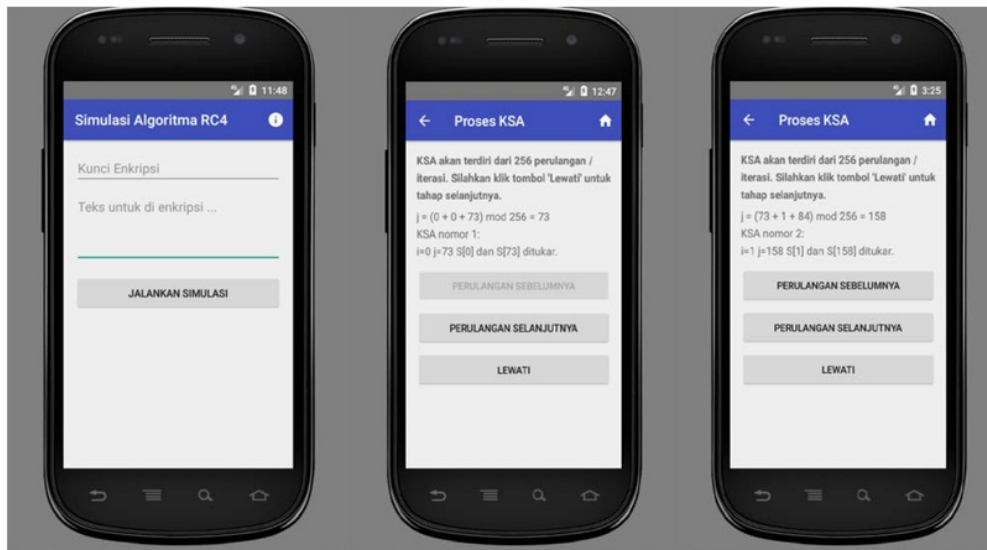 11:48
Simulasi Algoritma RC4
Kunci Enkripsi
Teks untuk di enkripsi ...
JALANKAN SIMULASI
12:47
Proses KSA
KSA akan terdiri dari 256 perulangan /
iterasi. Silahkan klik tombol 'Lewati' untuk
tahap selanjutnya.
j = (0 + 0 + 73) mod 256 = 73
KSA nomor 1:
i=0 j=73 S[0] dan S[73] ditukar.
PERULANGAN SEBELUMNYA
PERULANGAN SELANJUTNYA
LEWATI
3:25
Proses KSA
KSA akan terdiri dari 256 perulangan /
iterasi. Silahkan klik tombol 'Lewati' untuk
tahap selanjutnya.
j = (73 + 1 + 84) mod 256 = 158
KSA nomor 2:
i=1 j=158 S[1] dan S[158] ditukar.
PERULANGAN SEBELUMNYA
PERULANGAN SELANJUTNYA
LEWATI